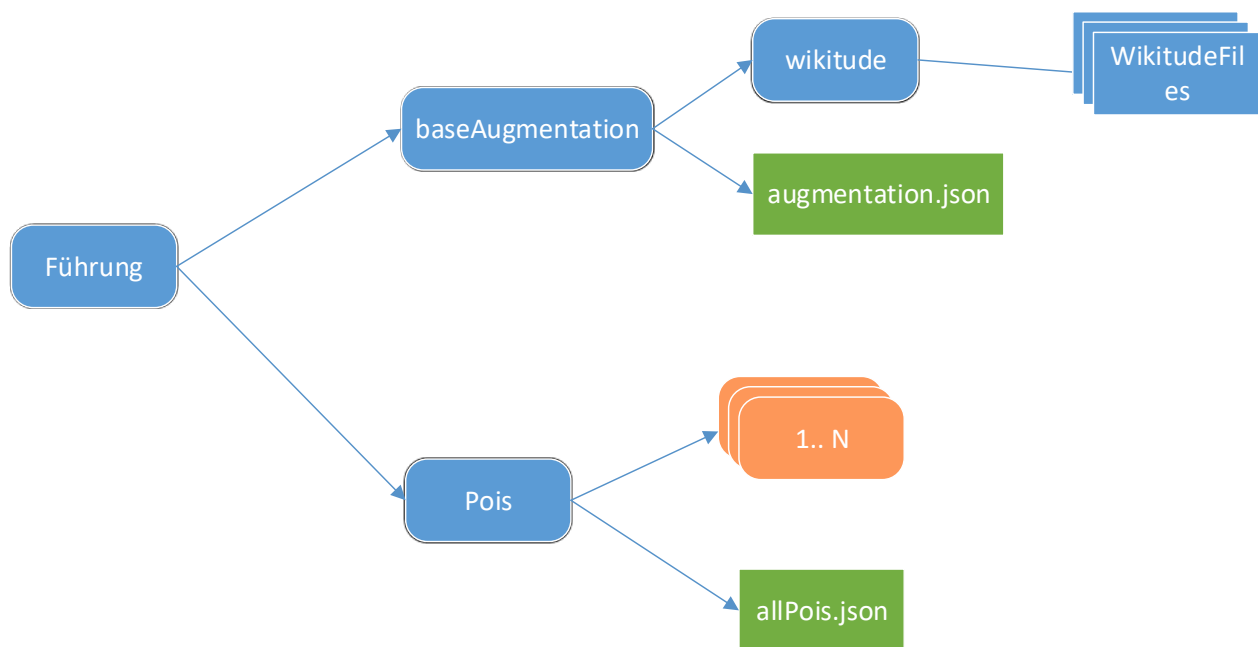 wikitude
WikitudeFil
es
baseAugmentation
augmentation.json
Führung
1.. N
Pois
allPois.json